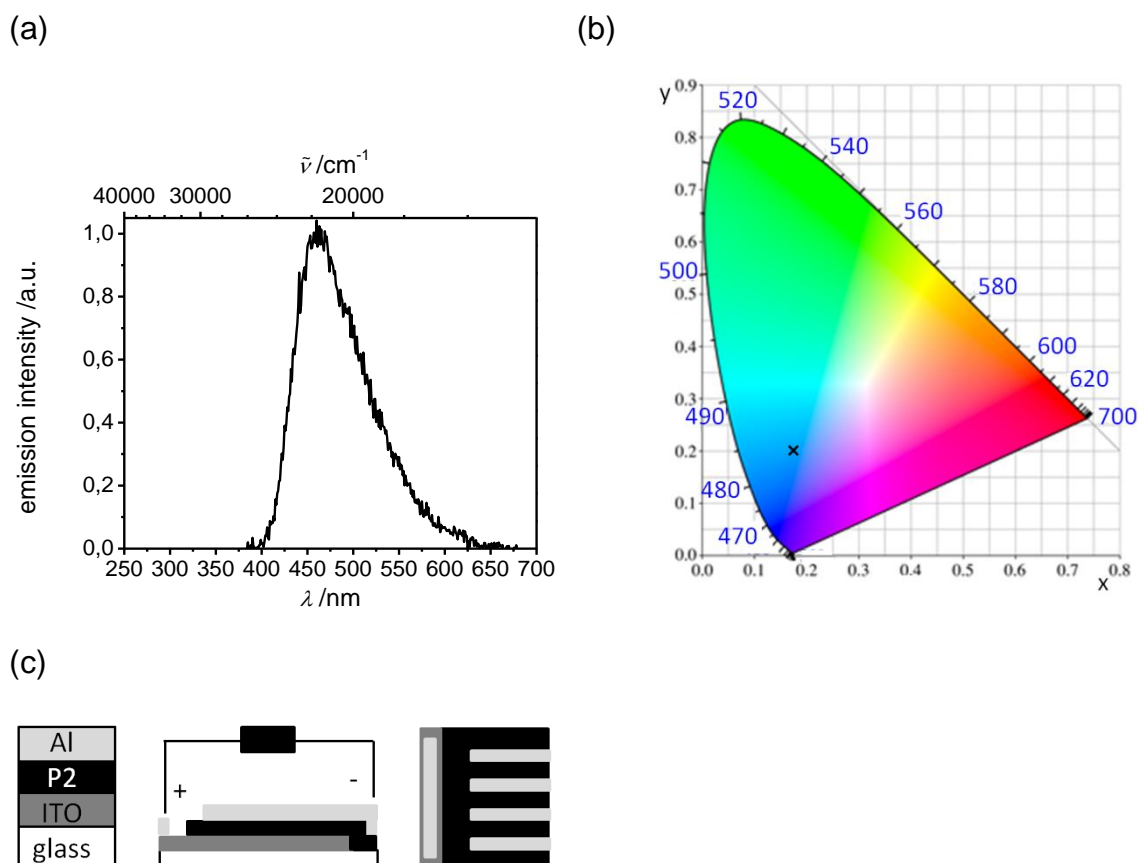 (a)
(b)
ṽ /cm-1
40000 30000 20000
1,0
0,8
0,6
0,4
0,2
0,0
emission intensity /a.u.
250 300 350 400 450 500 550 600 650 700
λ /nm
y
0.9
0.8
0.7
0.6
0.5
0.4
0.3
0.2
0.1
0.0
520
540
560
500
580
600
620
490
700
480
470
0.0 0.1 0.2 0.3 0.4 0.5 0.6 0.7 0.8
x
(c)
Al
P2
ITO
glass
+ -